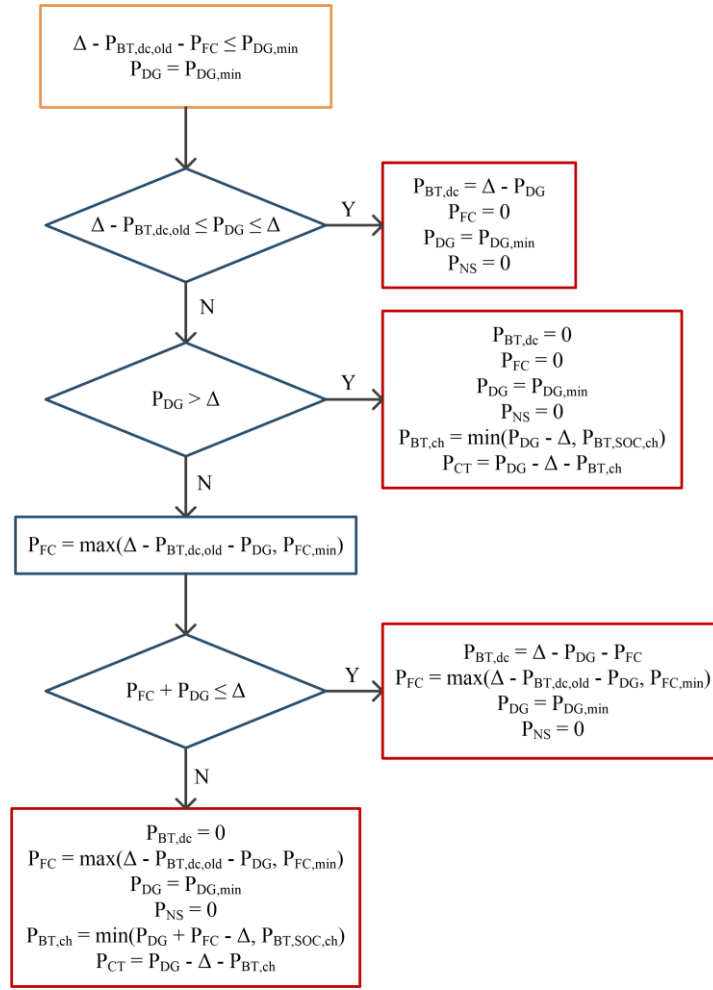 Δ - P_BT,dc,old - P_FC ≤ P_DG,min
P_DG = P_DG,min
Δ - P_BT,dc,old ≤ P_DG ≤ Δ
Y
P_BT,dc = Δ - P_DG
P_FC = 0
P_DG = P_DG,min
P_NS = 0
N
P_DG > Δ
Y
P_BT,dc = 0
P_FC = 0
P_DG = P_DG,min
P_NS = 0
P_BT,ch = min(P_DG - Δ, P_BT,SOC,ch)
P_CT = P_DG - Δ - P_BT,ch
N
P_FC = max(Δ - P_BT,dc,old - P_DG, P_FC,min)
P_FC + P_DG ≤ Δ
Y
P_BT,dc = Δ - P_DG - P_FC
P_FC = max(Δ - P_BT,dc,old - P_DG, P_FC,min)
P_DG = P_DG,min
P_NS = 0
N
P_BT,dc = 0
P_FC = max(Δ - P_BT,dc,old - P_DG, P_FC,min)
P_DG = P_DG,min
P_NS = 0
P_BT,ch = min(P_DG + P_FC - Δ, P_BT,SOC,ch)
P_CT = P_DG - Δ - P_BT,ch